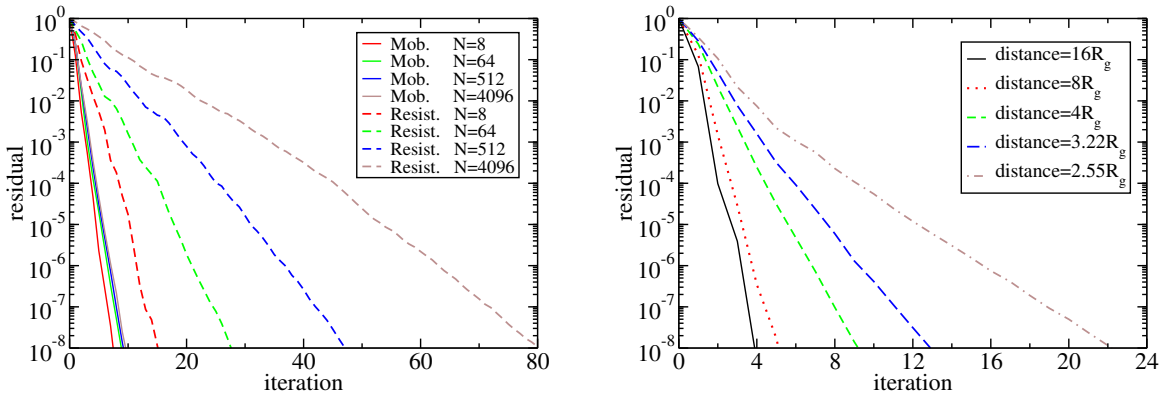 10^0
10^-1
10^-2
10^-3
10^-4
10^-5
10^-6
10^-7
10^-8
residual
0 20 40 60 80
iteration
Mob. N=8
Mob. N=64
Mob. N=512
Mob. N=4096
Resist. N=8
Resist. N=64
Resist. N=512
Resist. N=4096
10^0
10^-1
10^-2
10^-3
10^-4
10^-5
10^-6
10^-7
10^-8
residual
0 4 8 12 16 20 24
iteration
distance=16R_g
distance=8R_g
distance=4R_g
distance=3.22R_g
distance=2.55R_g